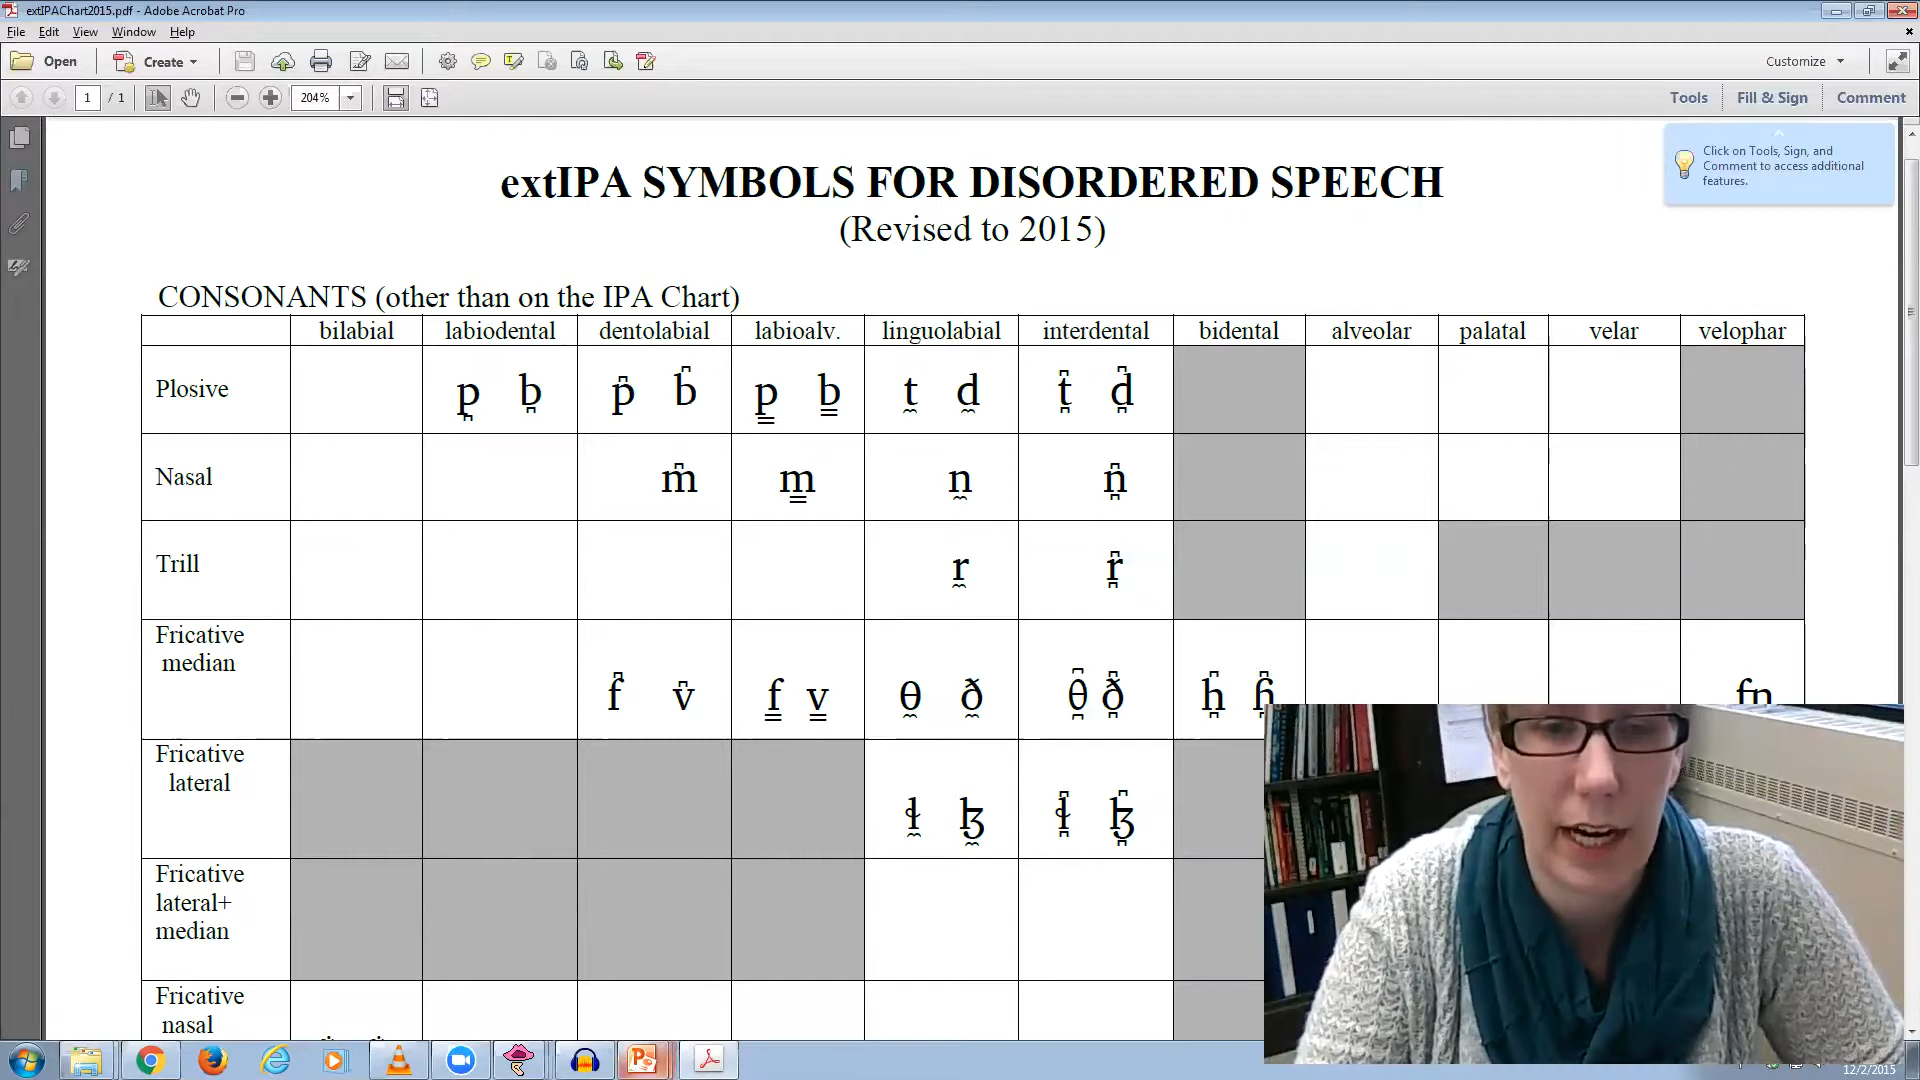 extIPAChart2015.pdf - Adobe Acrobat Pro
File Edit View Window Help
Open Create Customize
1 / 1 204% Tools Fill & Sign Comment
Click on Tools, Sign, and
Comment to access additional
features.
extIPA SYMBOLS FOR DISORDERED SPEECH
(Revised to 2015)
CONSONANTS (other than on the IPA Chart)
bilabial labiodental dentolabial labioalv. linguolabial interdental bidental alveolar palatal velar velophar
Plosive p̪ b̪ p͆ b͆ p͇ b͇ t̼ d̼ t̪͆ d̪͆
Nasal m͆ m͇ n̼ n̪͆
Trill r̼ r̪͆
Fricative
median
f͆ v͆ f͇ v͇ θ̼ ð̼ θ̪͆ ð̪͆ h̪͆ ɦ̪͆ fŋ
Fricative
lateral
ɬ̼ ɮ̼ ɬ̪͆ ɮ̪͆
Fricative
lateral+
median
Fricative
nasal
12/2/2015